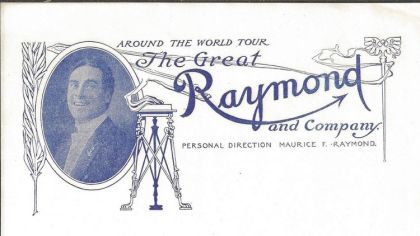 AROUND THE WORLD TOUR
The Great
Raymond
and Company.
PERSONAL DIRECTION MAURICE F. RAYMOND.